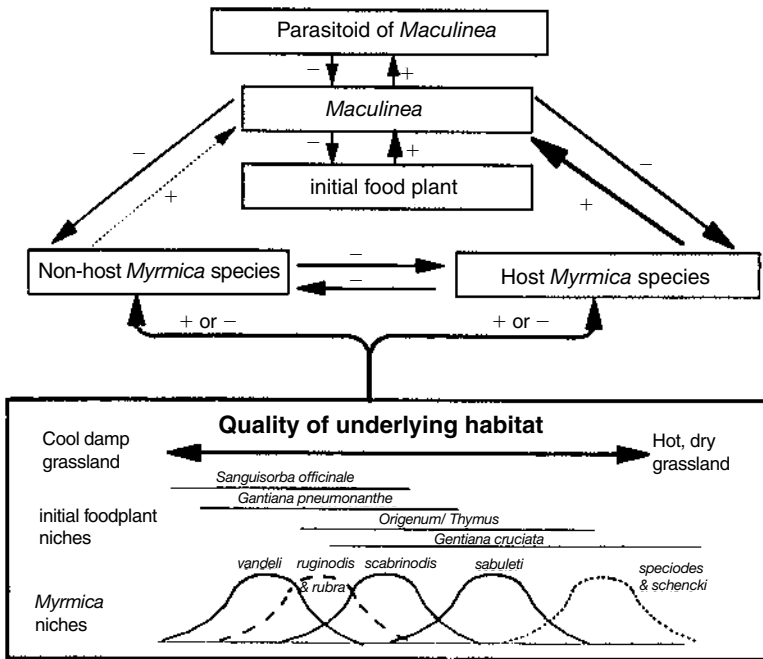 Parasitoid of Maculinea
− +
Maculinea
− +
− −
initial food plant
+ +
Non-host Myrmica species
−
−
Host Myrmica species
+ or − + or −
Quality of underlying habitat
Cool damp
grassland
Hot, dry
grassland
Sanguisorba officinale
Gantiana pneumonanthe
initial foodplant
niches
Origenum/ Thymus
Gentiana cruciata
vandeli ruginodis scabrinodis sabuleti speciodes
& rubra & schencki
Myrmica
niches